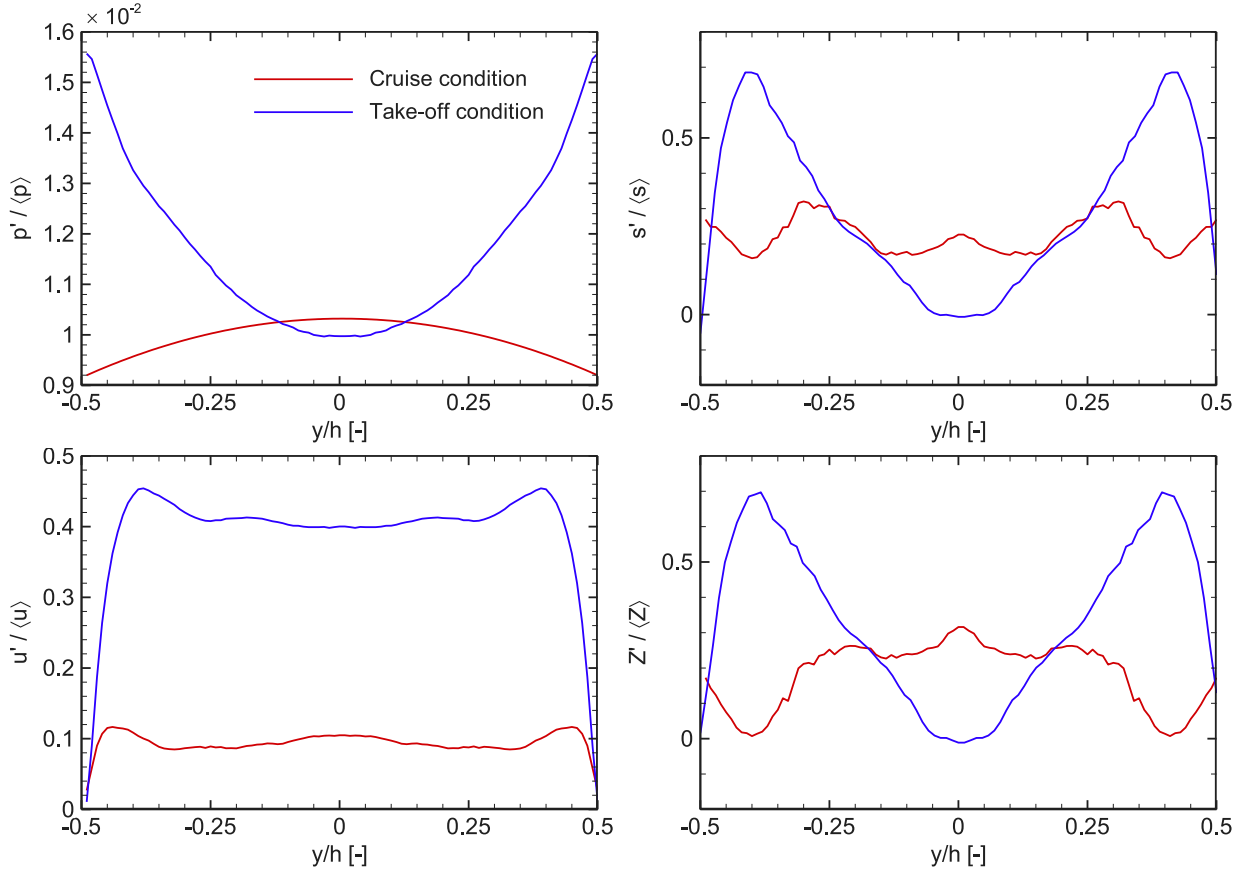 × 10⁻²
1.6
1.5
1.4
1.3
1.2
1.1
1
0.9
p' / ⟨p⟩
Cruise condition
Take-off condition
-0.5 -0.25 0 0.25 0.5
y/h [-]
0.5
0
s' / ⟨s⟩
-0.5 -0.25 0 0.25 0.5
y/h [-]
0.5
0.4
0.3
0.2
0.1
0
u' / ⟨u⟩
-0.5 -0.25 0 0.25 0.5
y/h [-]
0.5
0
Z' / ⟨Z⟩
-0.5 -0.25 0 0.25 0.5
y/h [-]